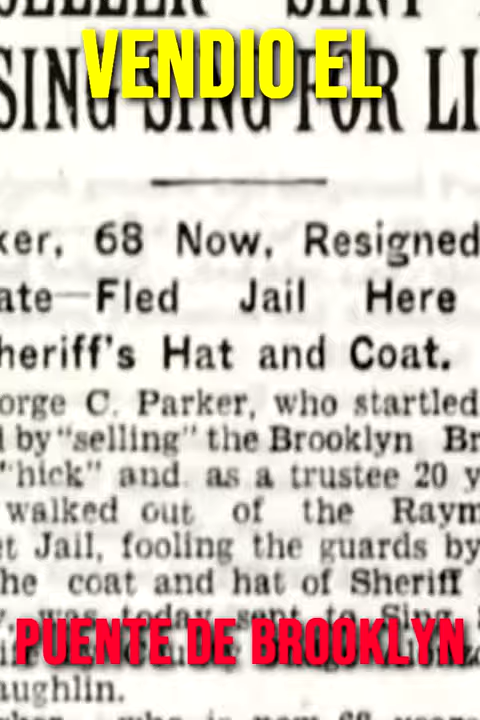 VENDIO EL
SING SING FOR LI
ker, 68 Now, Resigned
ate—Fled Jail Here
heriff's Hat and Coat.
orge C. Parker, who startled
by "selling" the Brooklyn Br
"hick" and as a trustee 20 y
walked out of the Raym
et Jail, fooling the guards by
he coat and hat of Sheriff
was today sent to Sing
PUENTE DE BROOKLYN
aughlin.